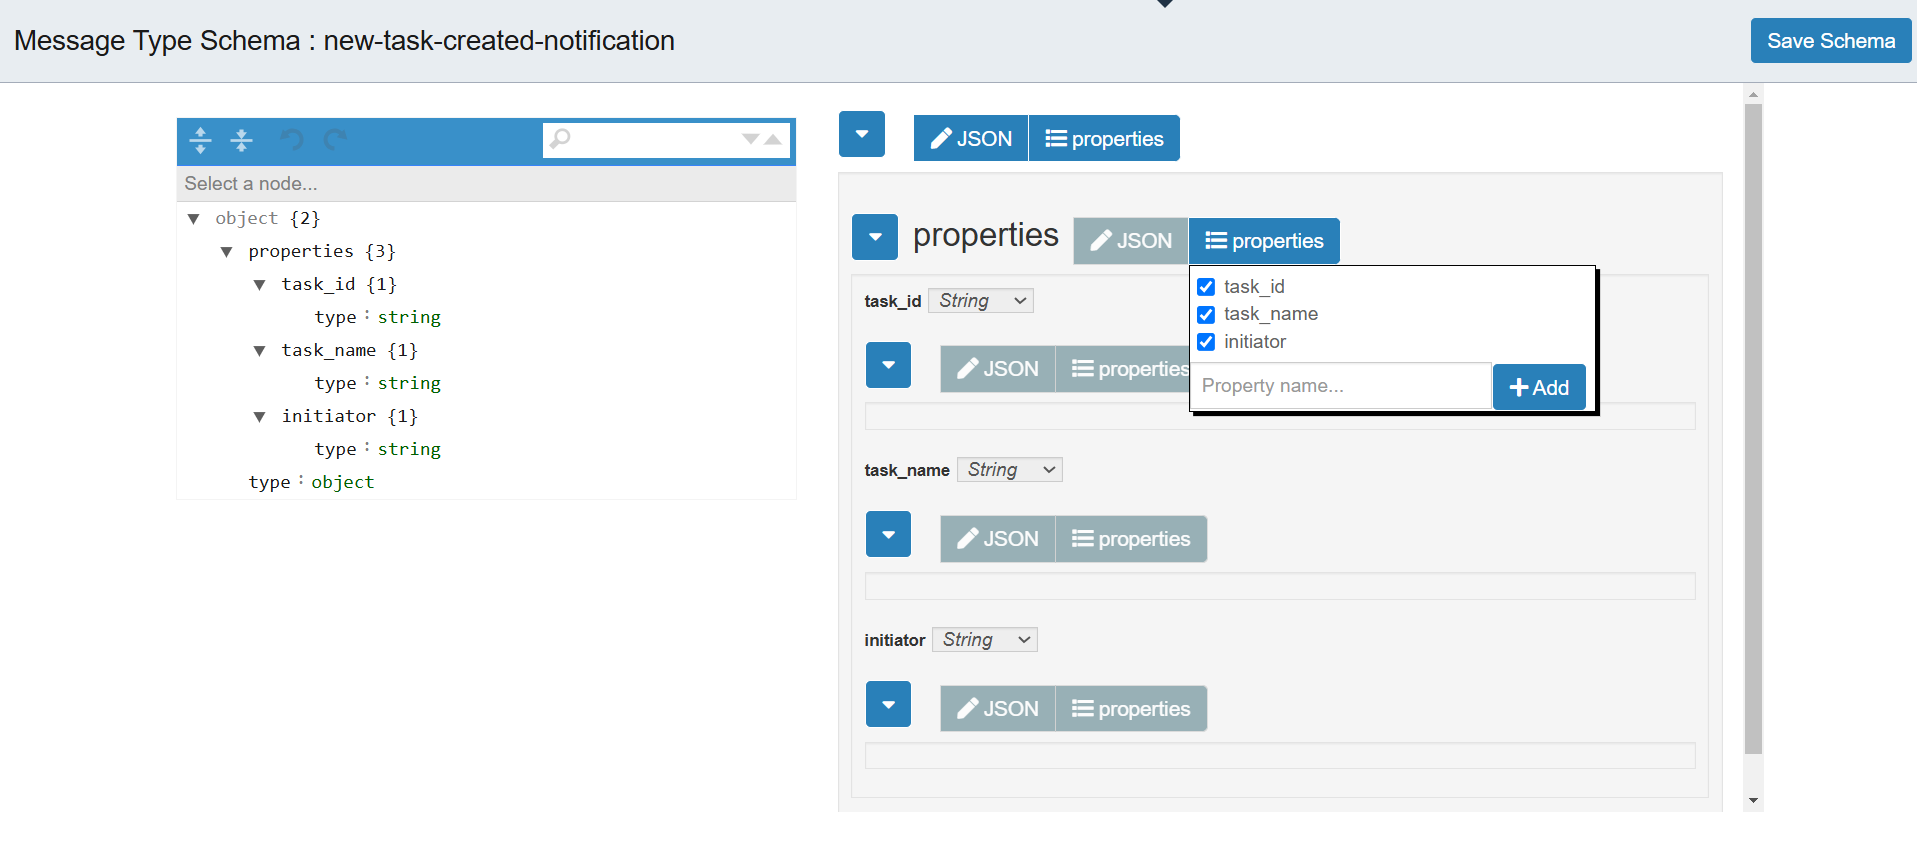 Message Type Schema : new-task-created-notification
Save Schema
Select a node...
object {2}
properties {3}
task_id {1}
type : string
task_name {1}
type : string
initiator {1}
type : string
type : object
JSON
properties
properties
JSON
properties
task_id
task_name
initiator
Property name...
Add
task_id String
JSON
properties
task_name String
JSON
properties
initiator String
JSON
properties